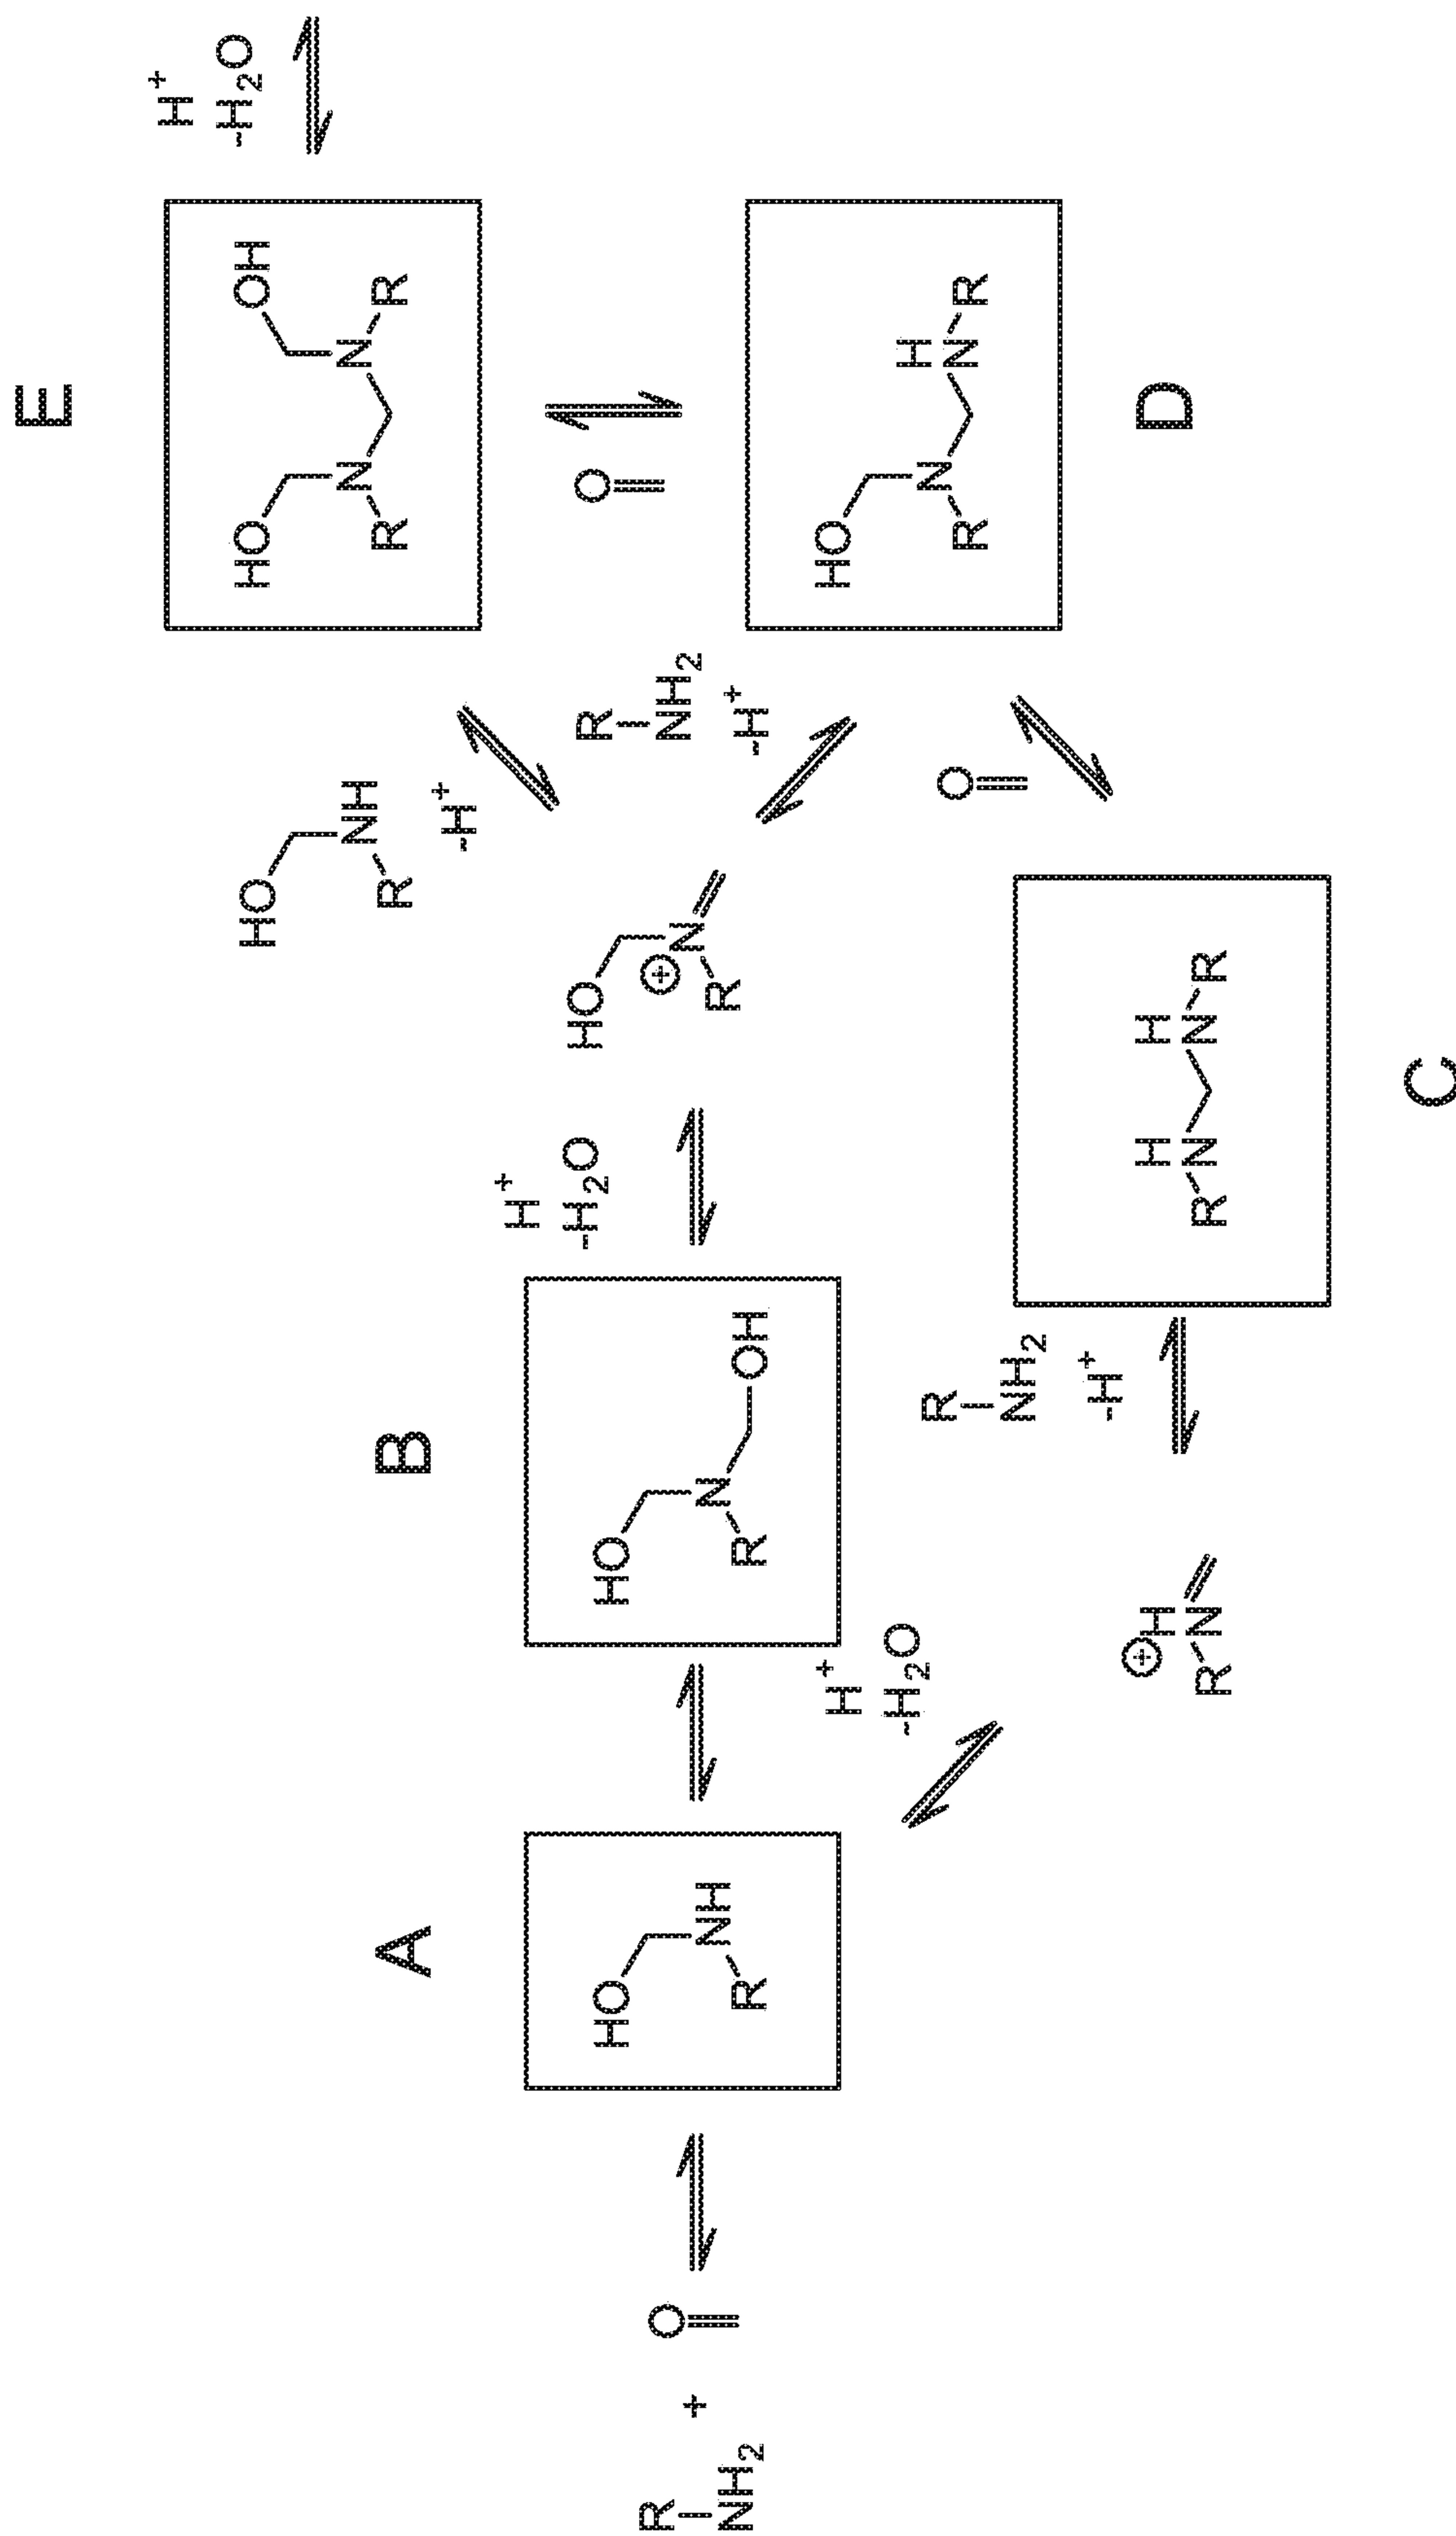 R–NH2 + O
A
HO
NH
R
B
HO
N
OH
R
H+
-H2O
HO
N
⊕
R
HO
NH
R
-H+
R–NH2
-H+
E
HO
OH
N
N
R
R
H+
-H2O
O
HO
H
N
N
R
R
D
O
H+
-H2O
⊕
H
N
R
R–NH2
-H+
H
H
N
N
R
R
C